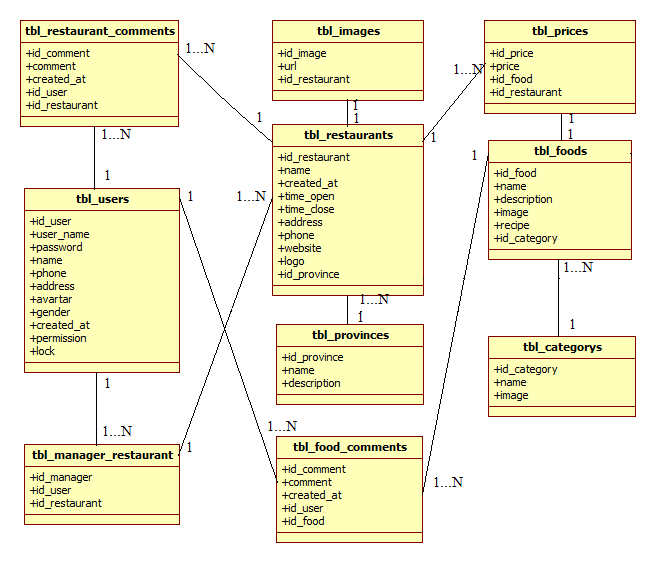 tbl_restaurant_comments
+id_comment
+comment
+created_at
+id_user
+id_restaurant
1...N
1
tbl_images
+id_image
+url
+id_restaurant
1
1
tbl_prices
+id_price
+price
+id_food
+id_restaurant
1...N
1
1
1
tbl_restaurants
+id_restaurant
+name
+created_at
+time_open
+time_close
+address
+phone
+website
+logo
+id_province
1...N
1
tbl_foods
+id_food
+name
+description
+image
+recipe
+id_category
1...N
1
1...N
1
tbl_users
+id_user
+user_name
+password
+name
+phone
+address
+avartar
+gender
+created_at
+permission
+lock
1
1...N
1
tbl_provinces
+id_province
+name
+description
1
tbl_categorys
+id_category
+name
+image
1
1...N
1
tbl_manager_restaurant
+id_manager
+id_user
+id_restaurant
1...N
tbl_food_comments
+id_comment
+comment
+created_at
+id_user
+id_food
1...N